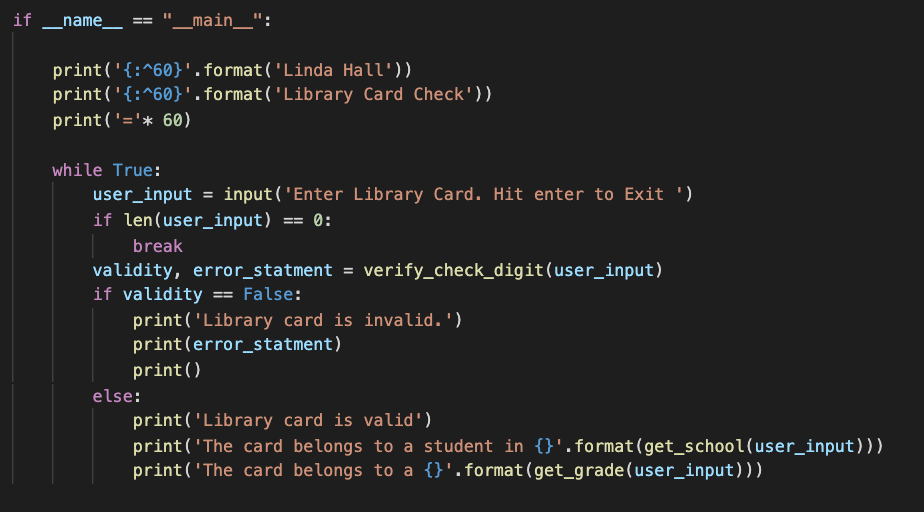 if __name__ == "__main__":
    print('{:^60}'.format('Linda Hall'))
    print('{:^60}'.format('Library Card Check'))
    print('='* 60)
    while True:
        user_input = input('Enter Library Card. Hit enter to Exit ')
        if len(user_input) == 0:
            break
        validity, error_statment = verify_check_digit(user_input)
        if validity == False:
            print('Library card is invalid.')
            print(error_statment)
            print()
        else:
            print('Library card is valid')
            print('The card belongs to a student in {}'.format(get_school(user_input)))
            print('The card belongs to a {}'.format(get_grade(user_input)))